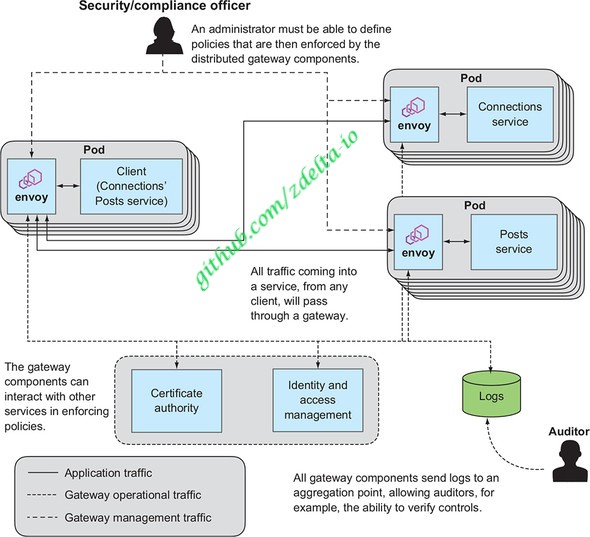 Security/compliance officer
An administrator must be able to define
policies that are then enforced by the
distributed gateway components.
Pod
envoy
Connections
service
Pod
envoy
Client
(Connections'
Posts service)
Pod
envoy
Posts
service
github.com/zdelta-io
All traffic coming into
a service, from any
client, will pass
through a gateway.
The gateway
components can
interact with other
services in enforcing
policies.
Certificate
authority
Identity and
access
management
Logs
Auditor
All gateway components send logs to an
aggregation point, allowing auditors, for
example, the ability to verify controls.
Application traffic
Gateway operational traffic
Gateway management traffic